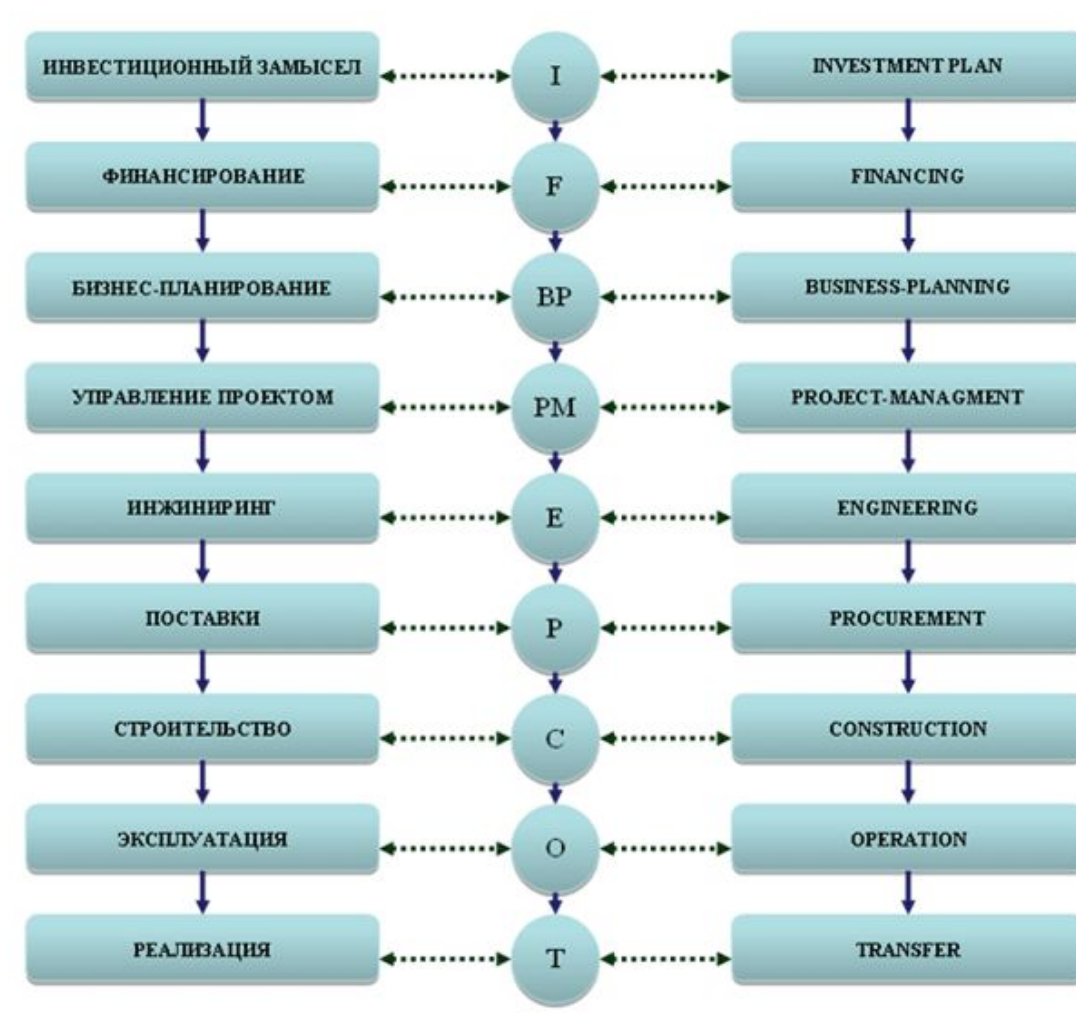 ИНВЕСТИЦИОННЫЙ ЗАМЫСЕЛ I INVESTMENT PLAN
ФИНАНСИРОВАНИЕ F FINANCING
БИЗНЕС-ПЛАНИРОВАНИЕ BP BUSINESS-PLANNING
УПРАВЛЕНИЕ ПРОЕКТОМ PM PROJECT-MANAGMENT
ИНЖИНИРИНГ E ENGINEERING
ПОСТАВКИ P PROCUREMENT
СТРОИТЕЛЬСТВО C CONSTRUCTION
ЭКСПЛУАТАЦИЯ O OPERATION
РЕАЛИЗАЦИЯ T TRANSFER